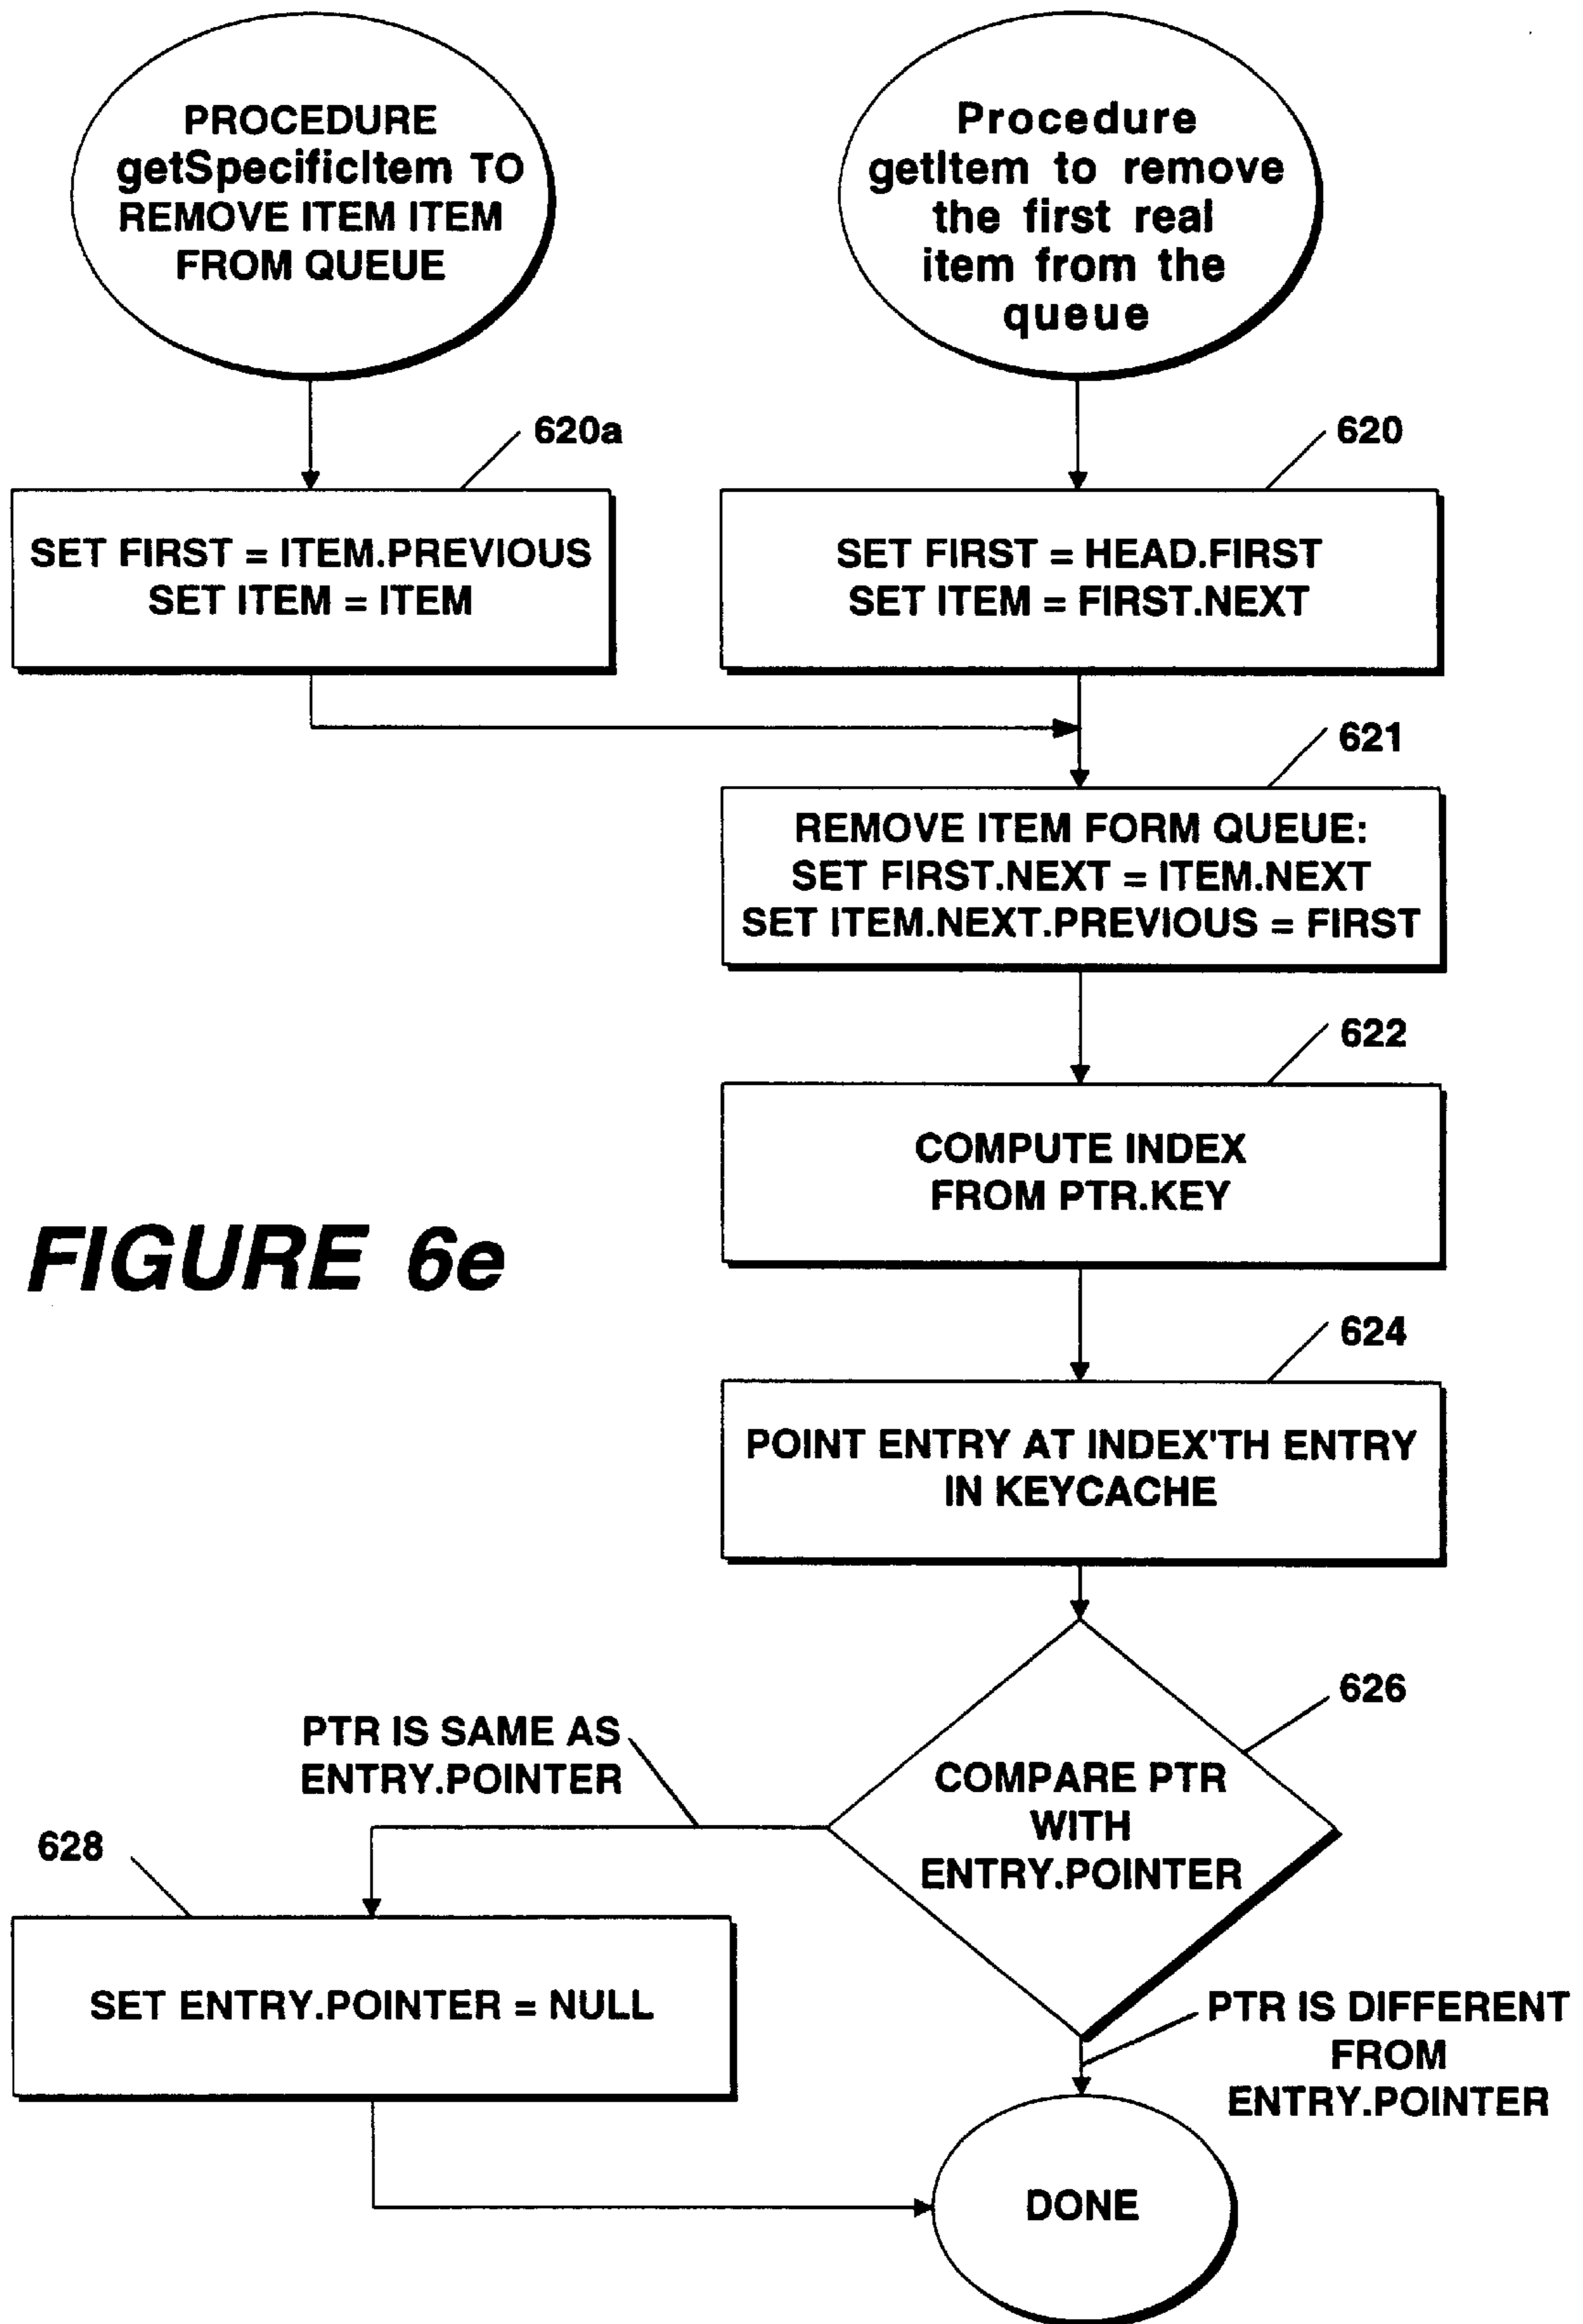 PROCEDURE
getSpecificItem TO
REMOVE ITEM ITEM
FROM QUEUE
Procedure
getItem to remove
the first real
item from the
queue
620a
620
SET FIRST = ITEM.PREVIOUS
SET ITEM = ITEM
SET FIRST = HEAD.FIRST
SET ITEM = FIRST.NEXT
621
REMOVE ITEM FORM QUEUE:
SET FIRST.NEXT = ITEM.NEXT
SET ITEM.NEXT.PREVIOUS = FIRST
622
COMPUTE INDEX
FROM PTR.KEY
FIGURE 6e
624
POINT ENTRY AT INDEX'TH ENTRY
IN KEYCACHE
626
PTR IS SAME AS
ENTRY.POINTER
COMPARE PTR
WITH
ENTRY.POINTER
628
SET ENTRY.POINTER = NULL
PTR IS DIFFERENT
FROM
ENTRY.POINTER
DONE